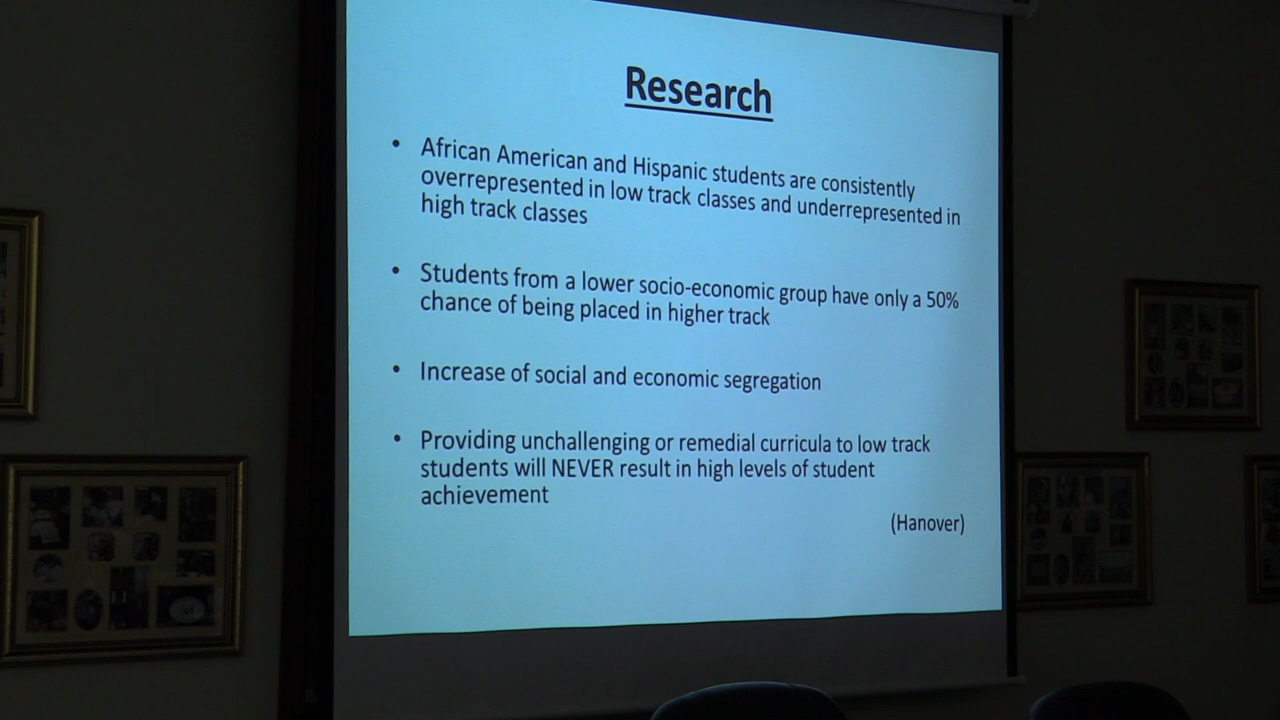 Research
• African American and Hispanic students are consistently
overrepresented in low track classes and underrepresented in
high track classes
• Students from a lower socio-economic group have only a 50%
chance of being placed in higher track
• Increase of social and economic segregation
• Providing unchallenging or remedial curricula to low track
students will NEVER result in high levels of student
achievement
(Hanover)